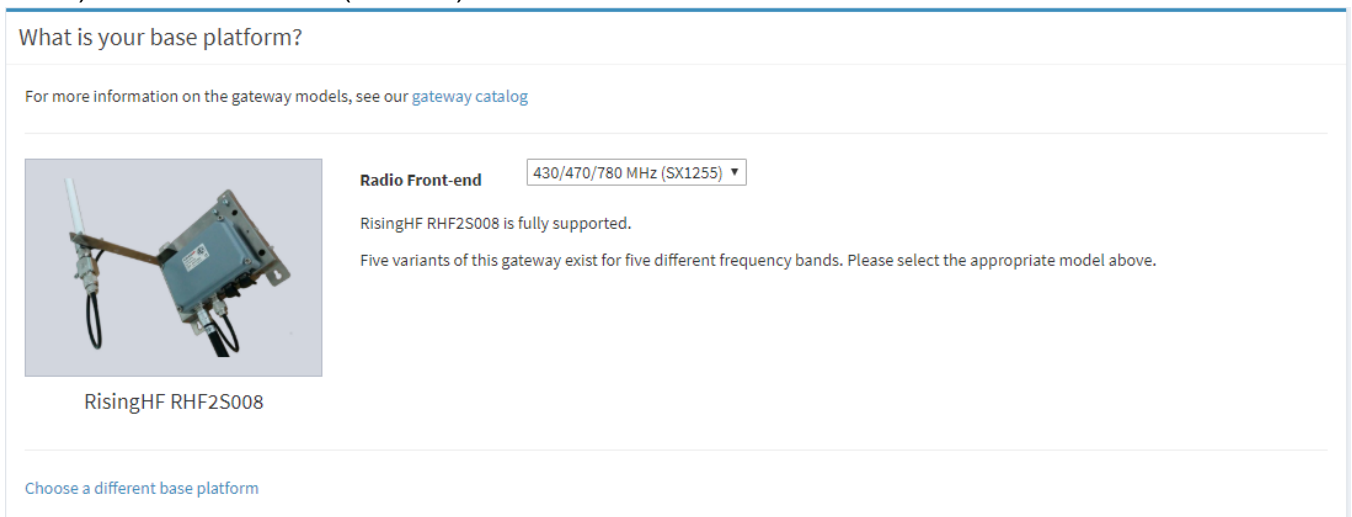 What is your base platform?
For more information on the gateway models, see our gateway catalog
Radio Front-end
430/470/780 MHz (SX1255)
RisingHF RHF2S008 is fully supported.
Five variants of this gateway exist for five different frequency bands. Please select the appropriate model above.
RisingHF RHF2S008
Choose a different base platform